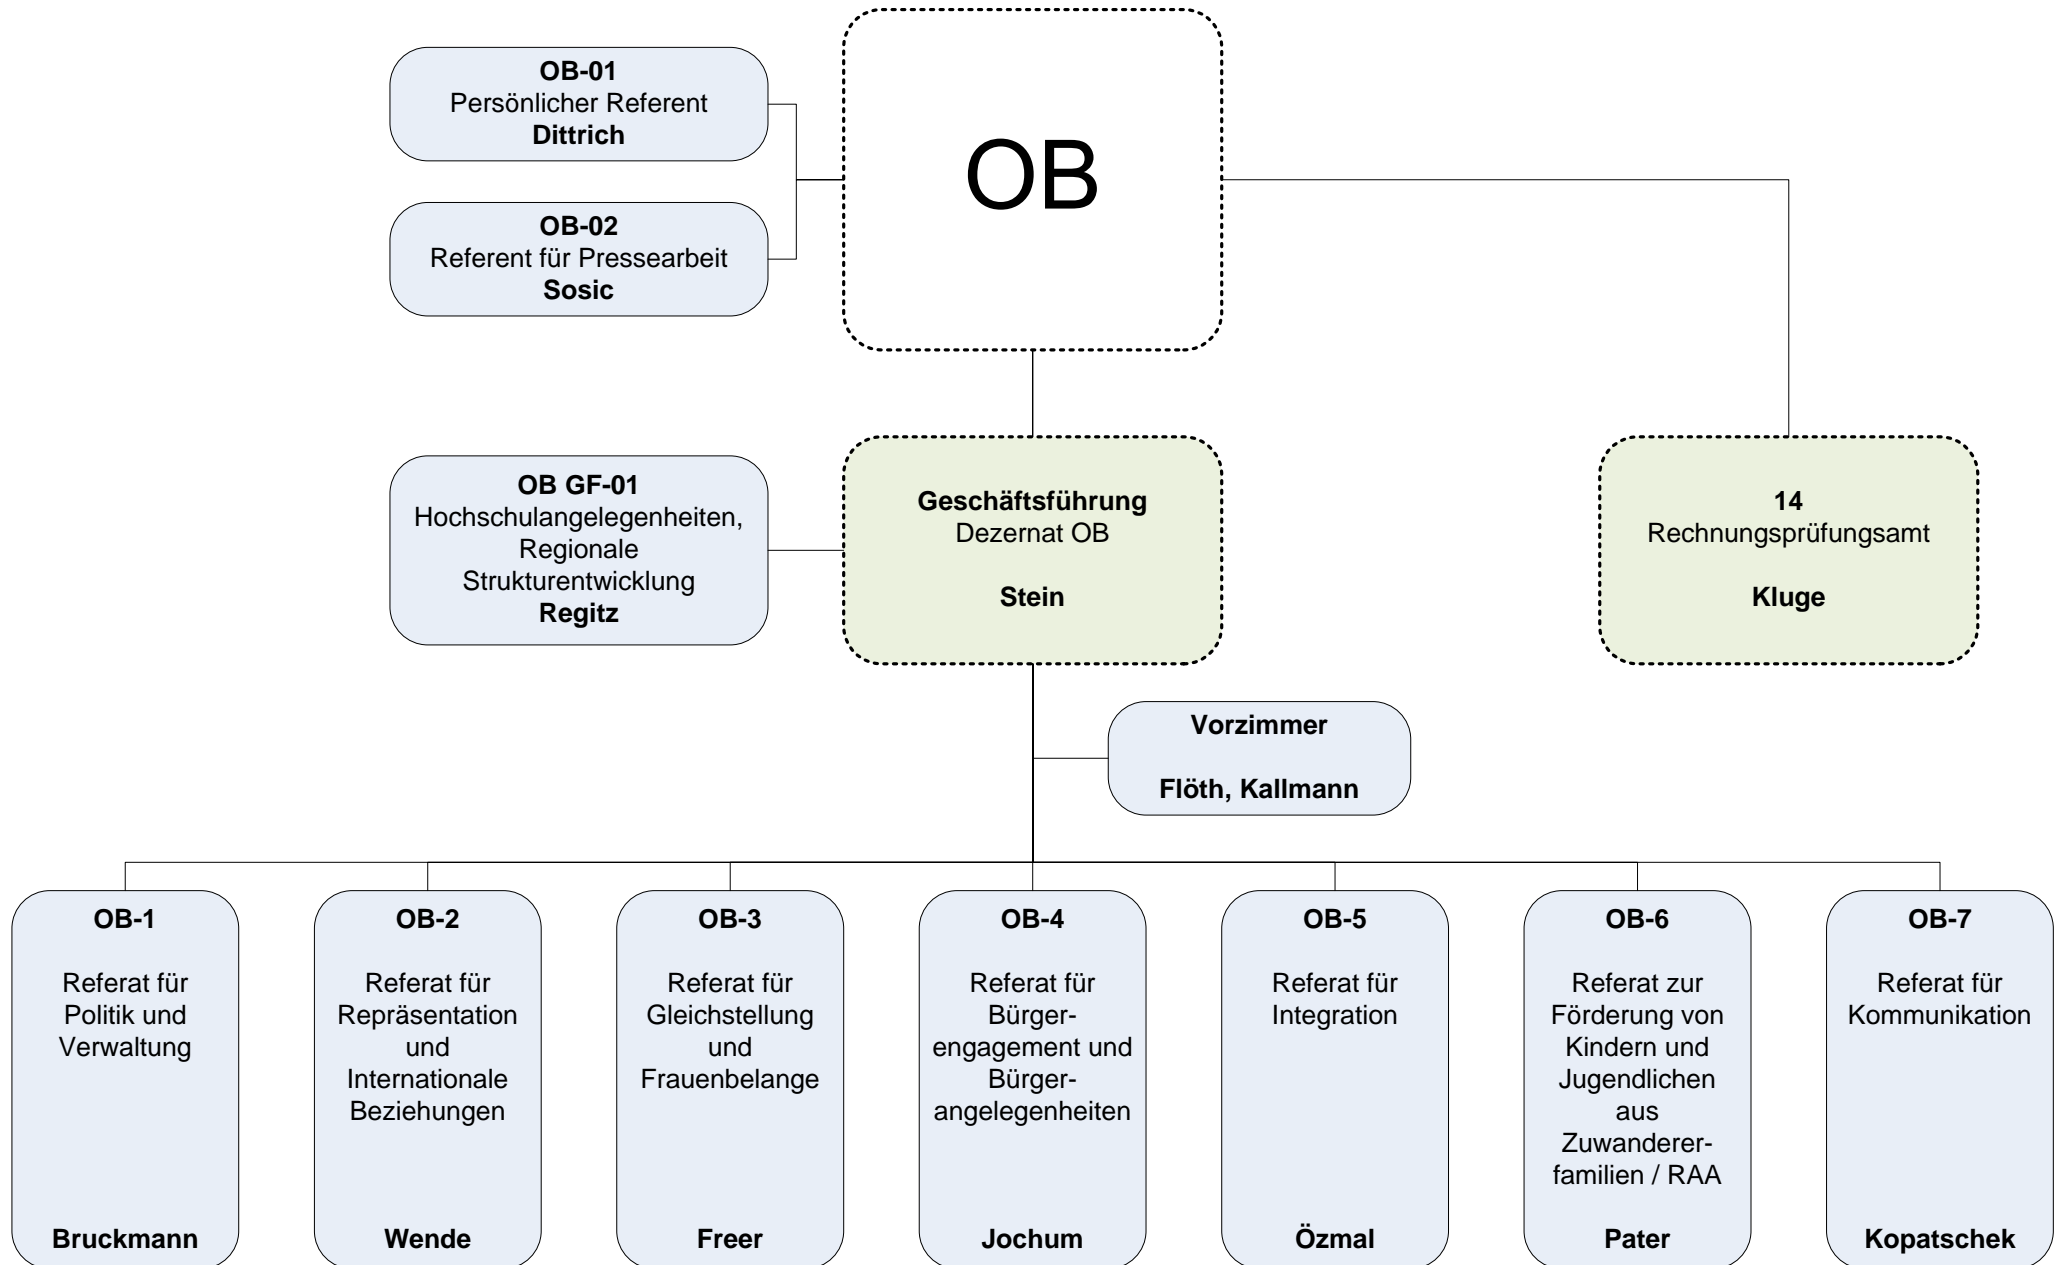 OB-01
Persönlicher Referent
Dittrich
OB-02
Referent für Pressearbeit
Sosic
OB
OB GF-01
Hochschulangelegenheiten,
Regionale
Strukturentwicklung
Regitz
Geschäftsführung
Dezernat OB
Stein
14
Rechnungsprüfungsamt
Kluge
Vorzimmer
Flöth, Kallmann
OB-1
Referat für
Politik und
Verwaltung
Bruckmann
OB-2
Referat für
Repräsentation
und
Internationale
Beziehungen
Wende
OB-3
Referat für
Gleichstellung
und
Frauenbelange
Freer
OB-4
Referat für
Bürger-
engagement und
Bürger-
angelegenheiten
Jochum
OB-5
Referat für
Integration
Özmal
OB-6
Referat zur
Förderung von
Kindern und
Jugendlichen
aus
Zuwanderer-
familien / RAA
Pater
OB-7
Referat für
Kommunikation
Kopatschek